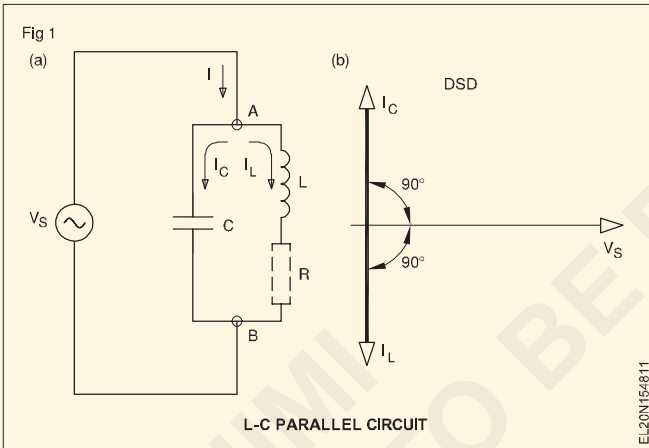 Fig 1
(a)
I
A
I_C I_L
L
V_S
C
R
B
(b)
DSD
I_C
90°
V_S
90°
I_L
L-C PARALLEL CIRCUIT
EL20N154811